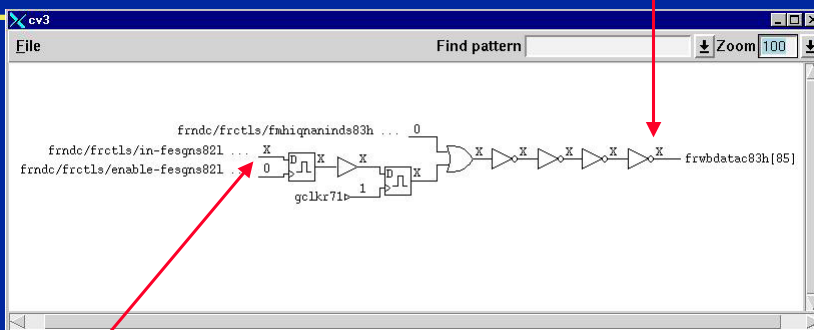 cv3
File Find pattern Zoom 100
frndc/frctls/fmhiqnaninds83h ... 0
frndc/frctls/in-fesgns82l ... X
frndc/frctls/enable-fesgns82l ... 0
D X X D X X X X X X
gclkr71 1
frwbdatac83h[85]